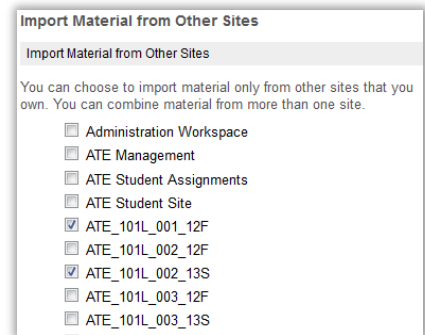 Import Material from Other Sites
Import Material from Other Sites
You can choose to import material only from other sites that you
own. You can combine material from more than one site.
Administration Workspace
ATE Management
ATE Student Assignments
ATE Student Site
ATE_101L_001_12F
ATE_101L_002_12F
ATE_101L_002_13S
ATE_101L_003_12F
ATE_101L_003_13S